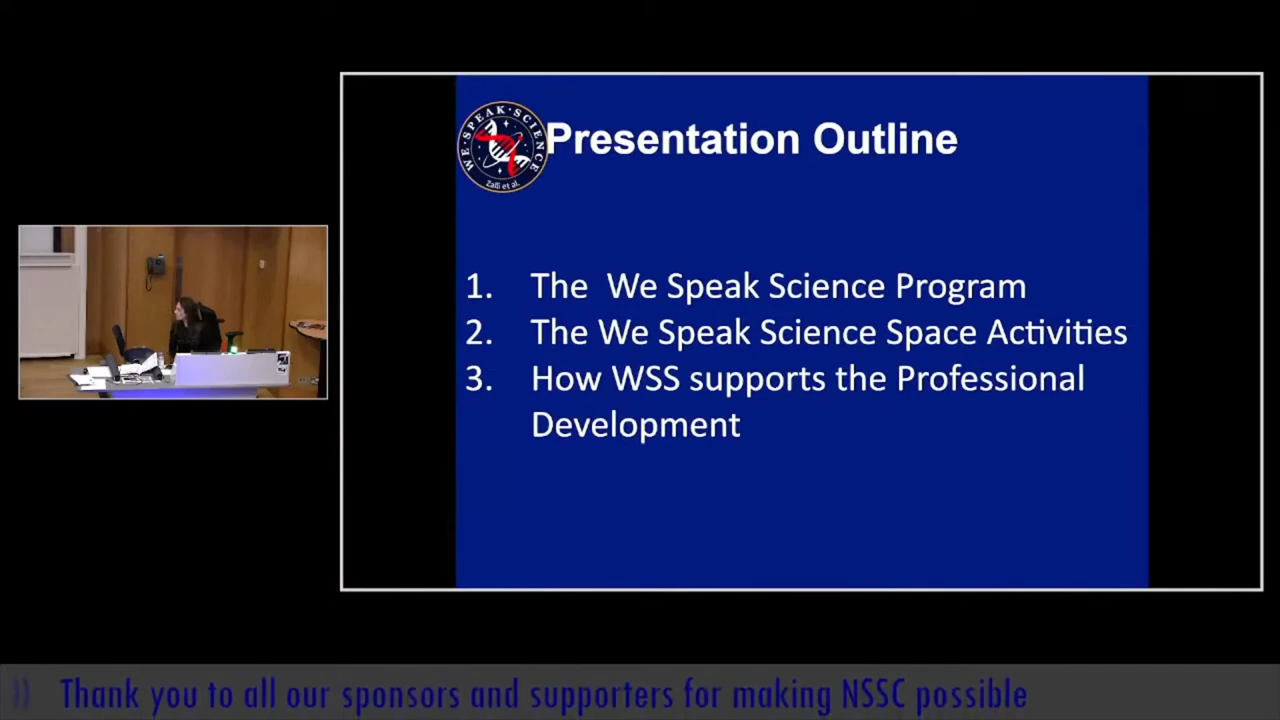 WE·SPEAK·SCIENCE
Zaffi et al.
Presentation Outline
1. The We Speak Science Program
2. The We Speak Science Space Activities
3. How WSS supports the Professional
Development
Thank you to all our sponsors and supporters for making NSSC possible